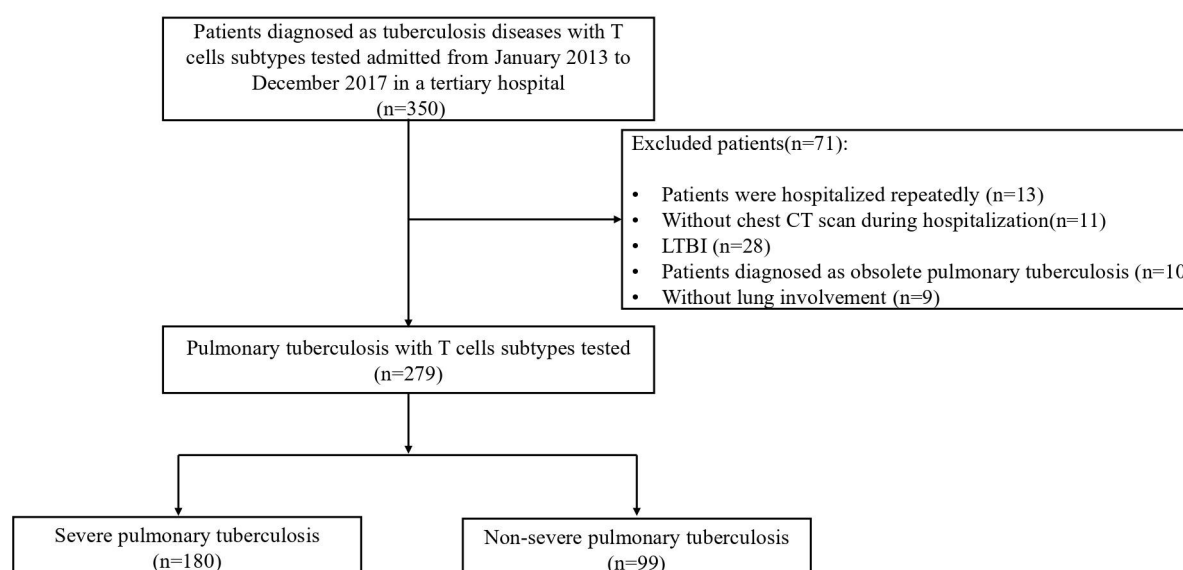 Patients diagnosed as tuberculosis diseases with T
cells subtypes tested admitted from January 2013 to
December 2017 in a tertiary hospital
(n=350)
Excluded patients(n=71):
• Patients were hospitalized repeatedly (n=13)
• Without chest CT scan during hospitalization(n=11)
• LTBI (n=28)
• Patients diagnosed as obsolete pulmonary tuberculosis (n=10
• Without lung involvement (n=9)
Pulmonary tuberculosis with T cells subtypes tested
(n=279)
Severe pulmonary tuberculosis
(n=180)
Non-severe pulmonary tuberculosis
(n=99)